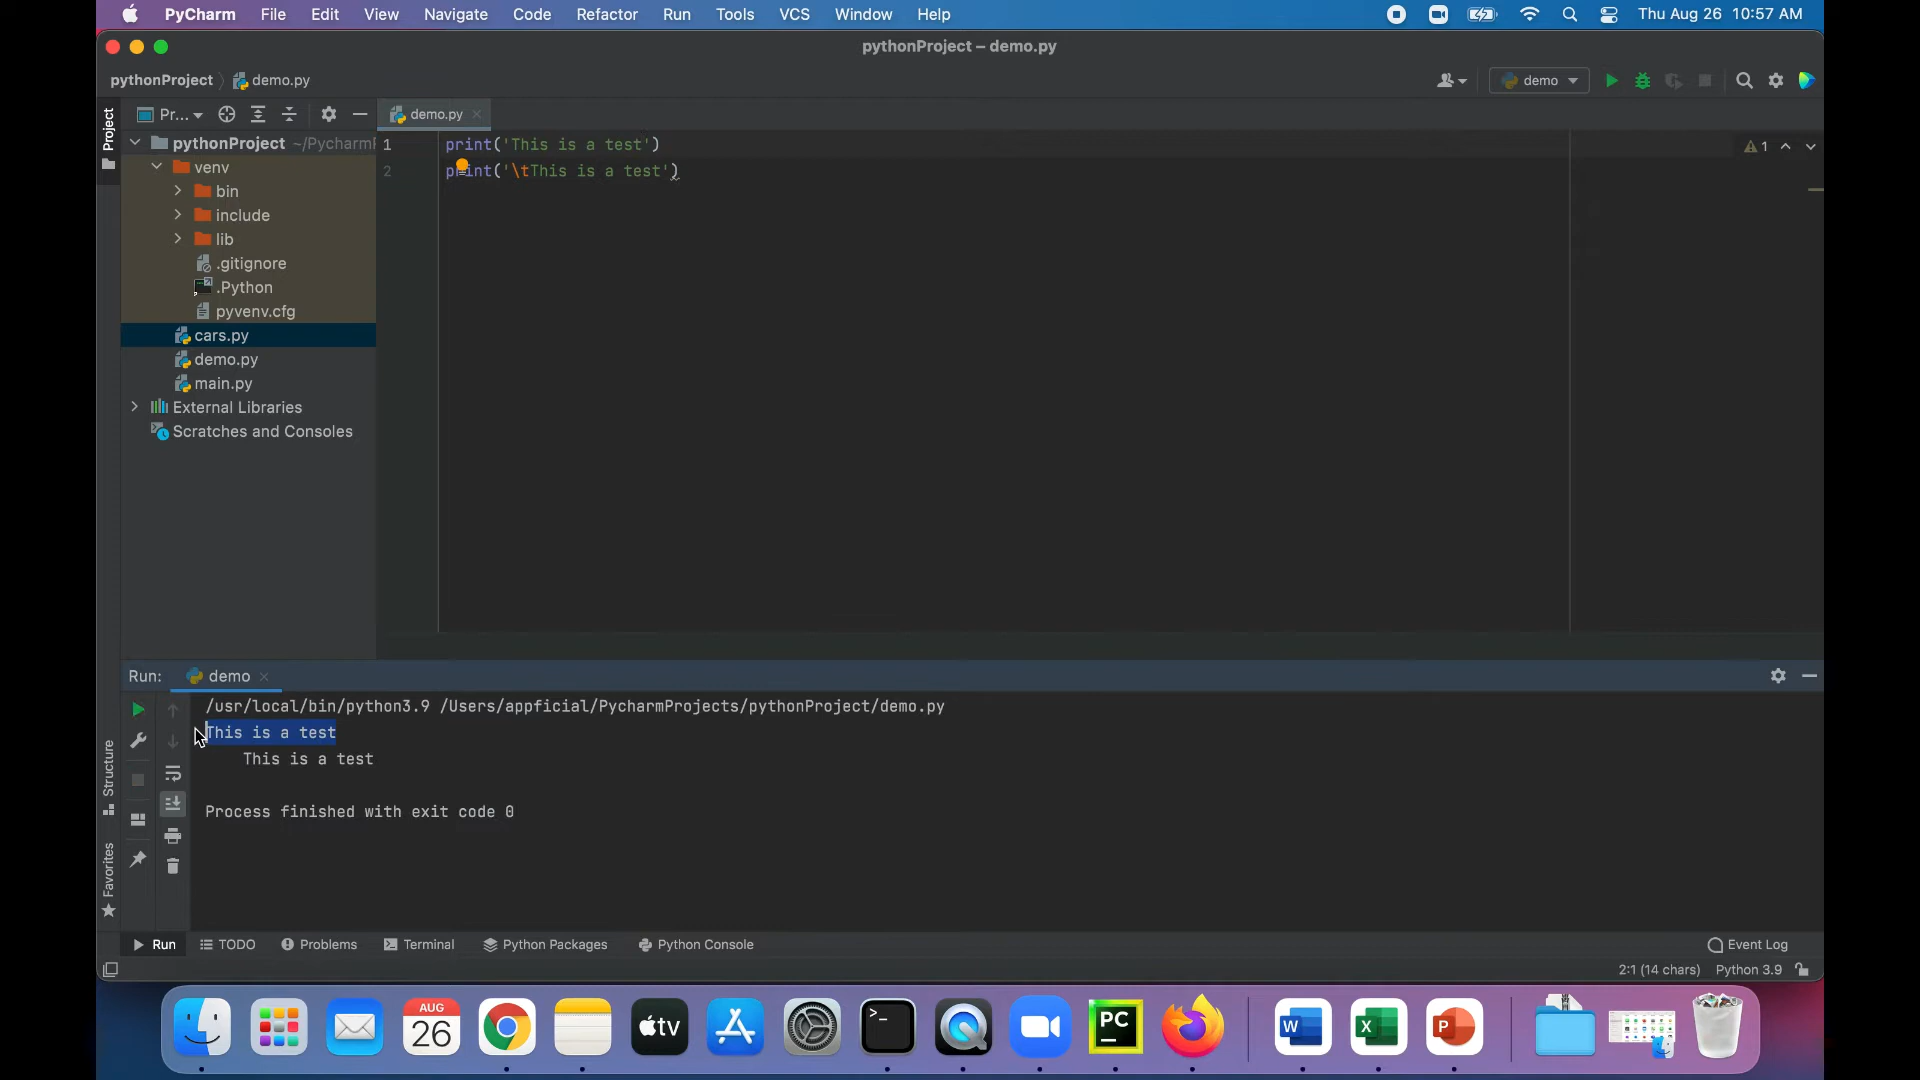 PyCharm File Edit View Navigate Code Refactor Run Tools VCS Window Help Thu Aug 26 10:57 AM
pythonProject – demo.py
pythonProject demo.py demo
Project Pr... demo.py
pythonProject ~/PycharmP 1 print('This is a test') 1
venv 2 print('\tThis is a test')
bin
include
lib
.gitignore
.Python
pyvenv.cfg
cars.py
demo.py
main.py
External Libraries
Scratches and Consoles
Run: demo
/usr/local/bin/python3.9 /Users/appficial/PycharmProjects/pythonProject/demo.py
This is a test
This is a test
Process finished with exit code 0
Structure
Favorites
Run TODO Problems Terminal Python Packages Python Console Event Log
2:1 (14 chars) Python 3.9
AUG
26
tv
>_
PC
W
X
P